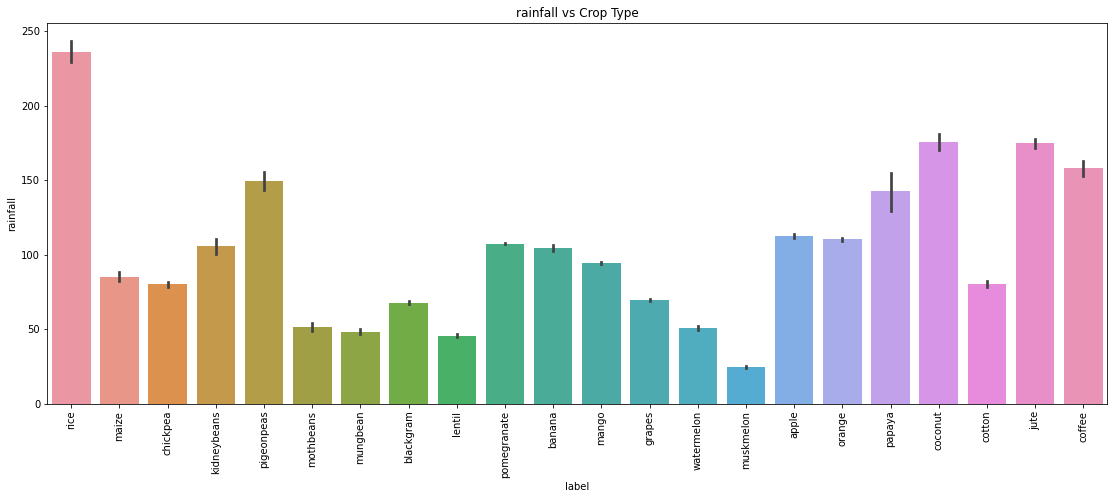 rainfall vs Crop Type
rainfall
250
200
150
100
50
0
rice
maize
chickpea
kidneybeans
pigeonpeas
mothbeans
mungbean
blackgram
lentil
pomegranate
banana
mango
grapes
watermelon
muskmelon
apple
orange
papaya
coconut
cotton
jute
coffee
label